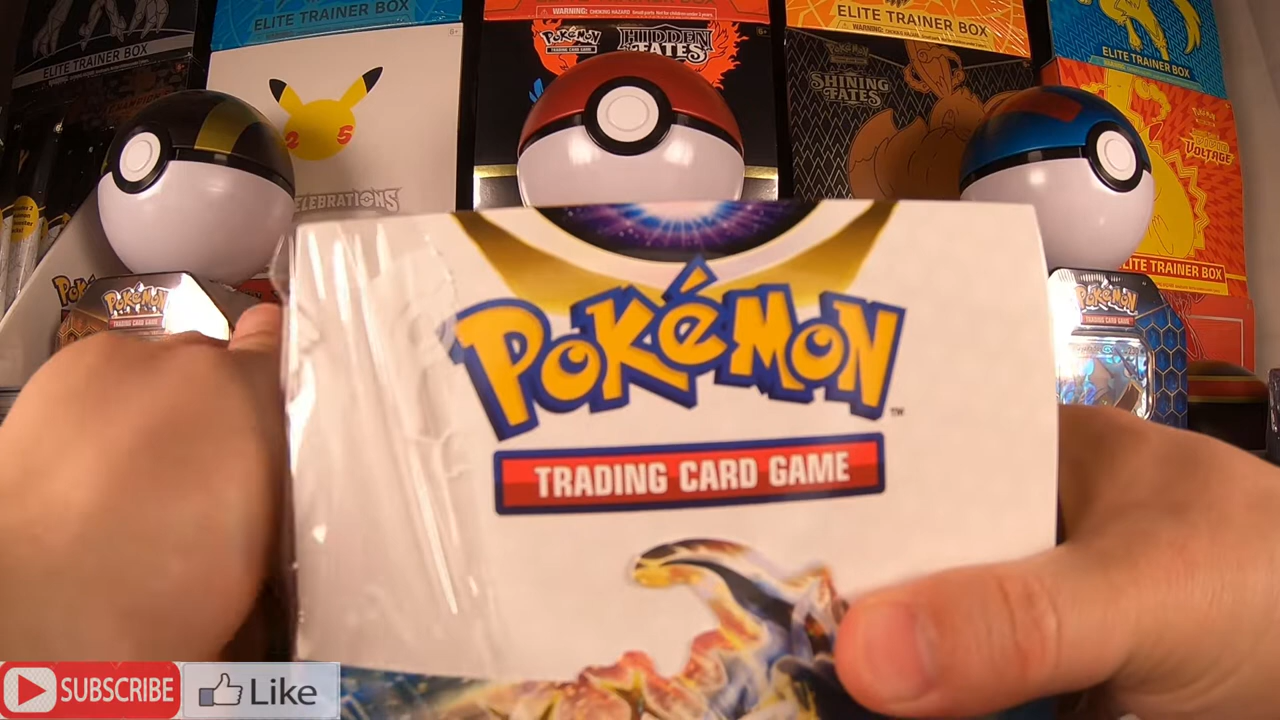 ELITE TRAINER BOX
ELITE TRAINER BOX
WARNING: CHOKING HAZARD
ELITE TRAINER BOX
ELITE TRAINER BOX
POKéMON
TRADING CARD GAME
HIDDEN
FATES
SHINING
FATES
25
CELEBRATIONS
VOLTAGE
ELITE TRAINER BOX
POKéMON
TRADING CARD GAME
POKéMON
TRADING CARD GAME
POKéMON
TM
TRADING CARD GAME
SUBSCRIBE
Like